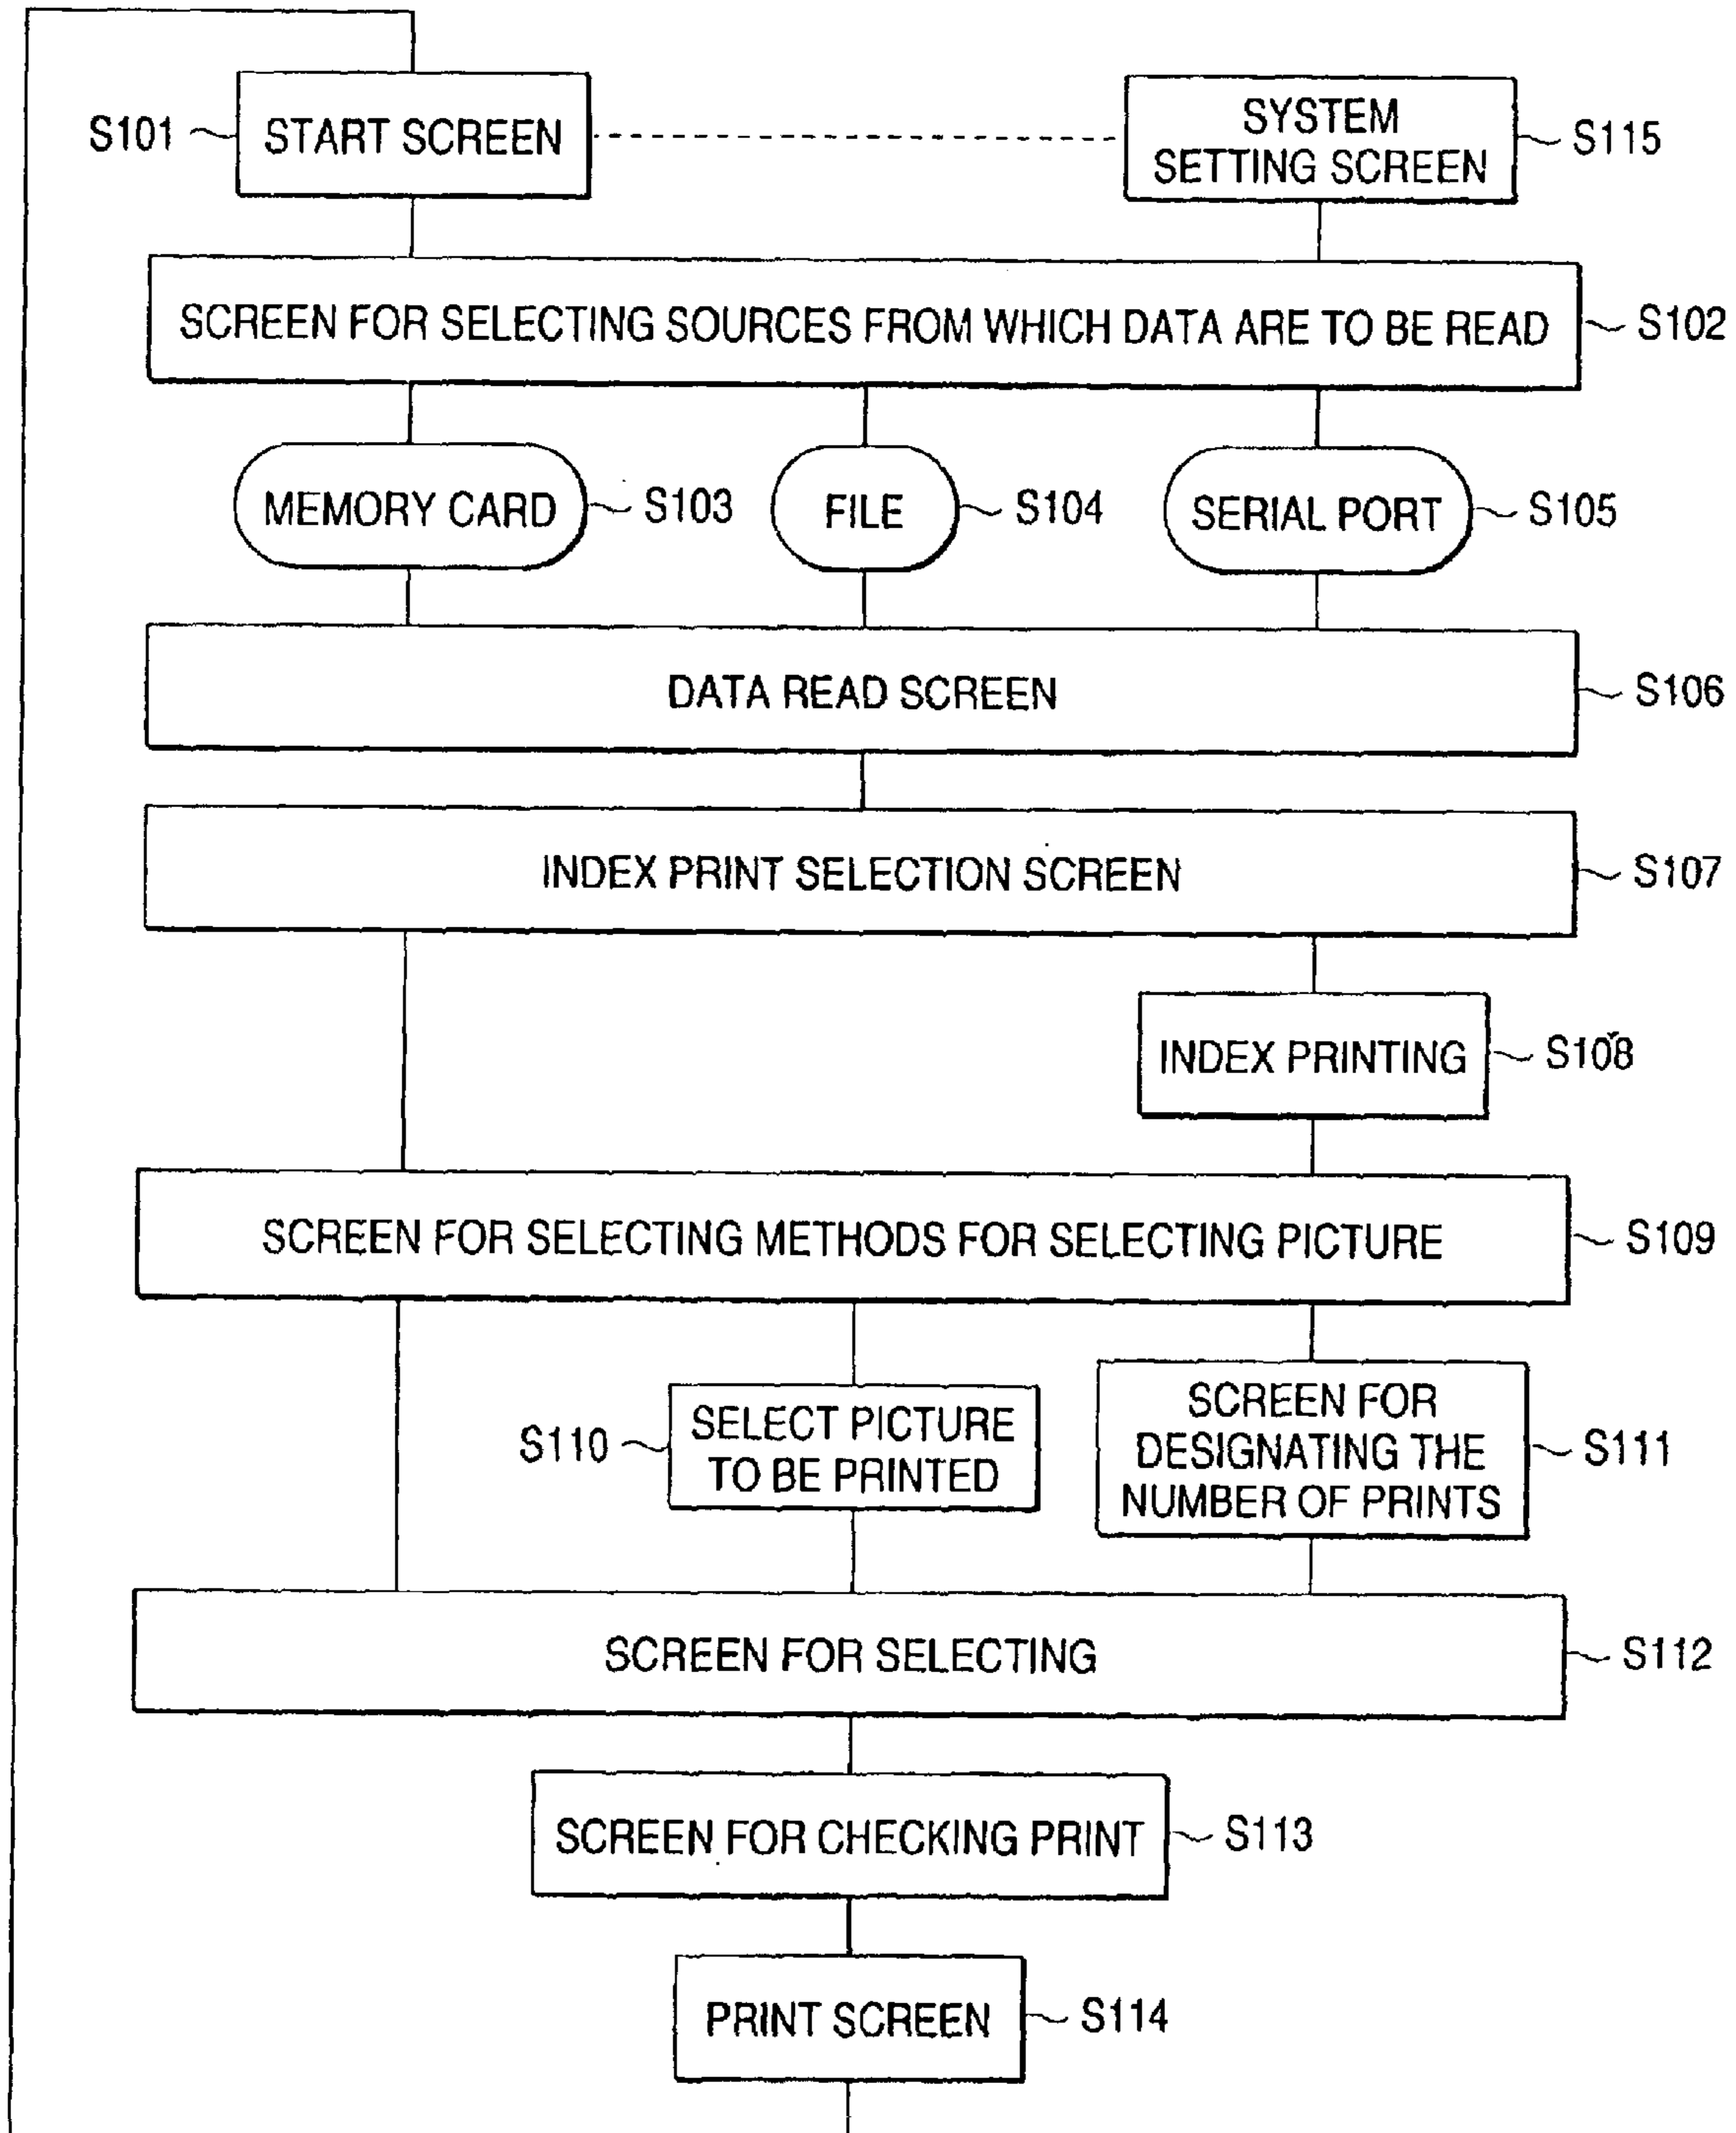 S101
START SCREEN
SYSTEM
SETTING SCREEN
S115
SCREEN FOR SELECTING SOURCES FROM WHICH DATA ARE TO BE READ
S102
MEMORY CARD
S103
FILE
S104
SERIAL PORT
S105
DATA READ SCREEN
S106
INDEX PRINT SELECTION SCREEN
S107
INDEX PRINTING
S108
SCREEN FOR SELECTING METHODS FOR SELECTING PICTURE
S109
S110
SELECT PICTURE
TO BE PRINTED
SCREEN FOR
DESIGNATING THE
NUMBER OF PRINTS
S111
SCREEN FOR SELECTING
S112
SCREEN FOR CHECKING PRINT
S113
PRINT SCREEN
S114